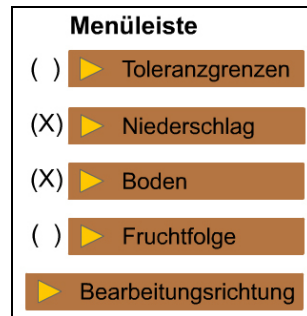 Menüleiste
( ) Toleranzgrenzen
(X) Niederschlag
(X) Boden
( ) Fruchtfolge
Bearbeitungsrichtung